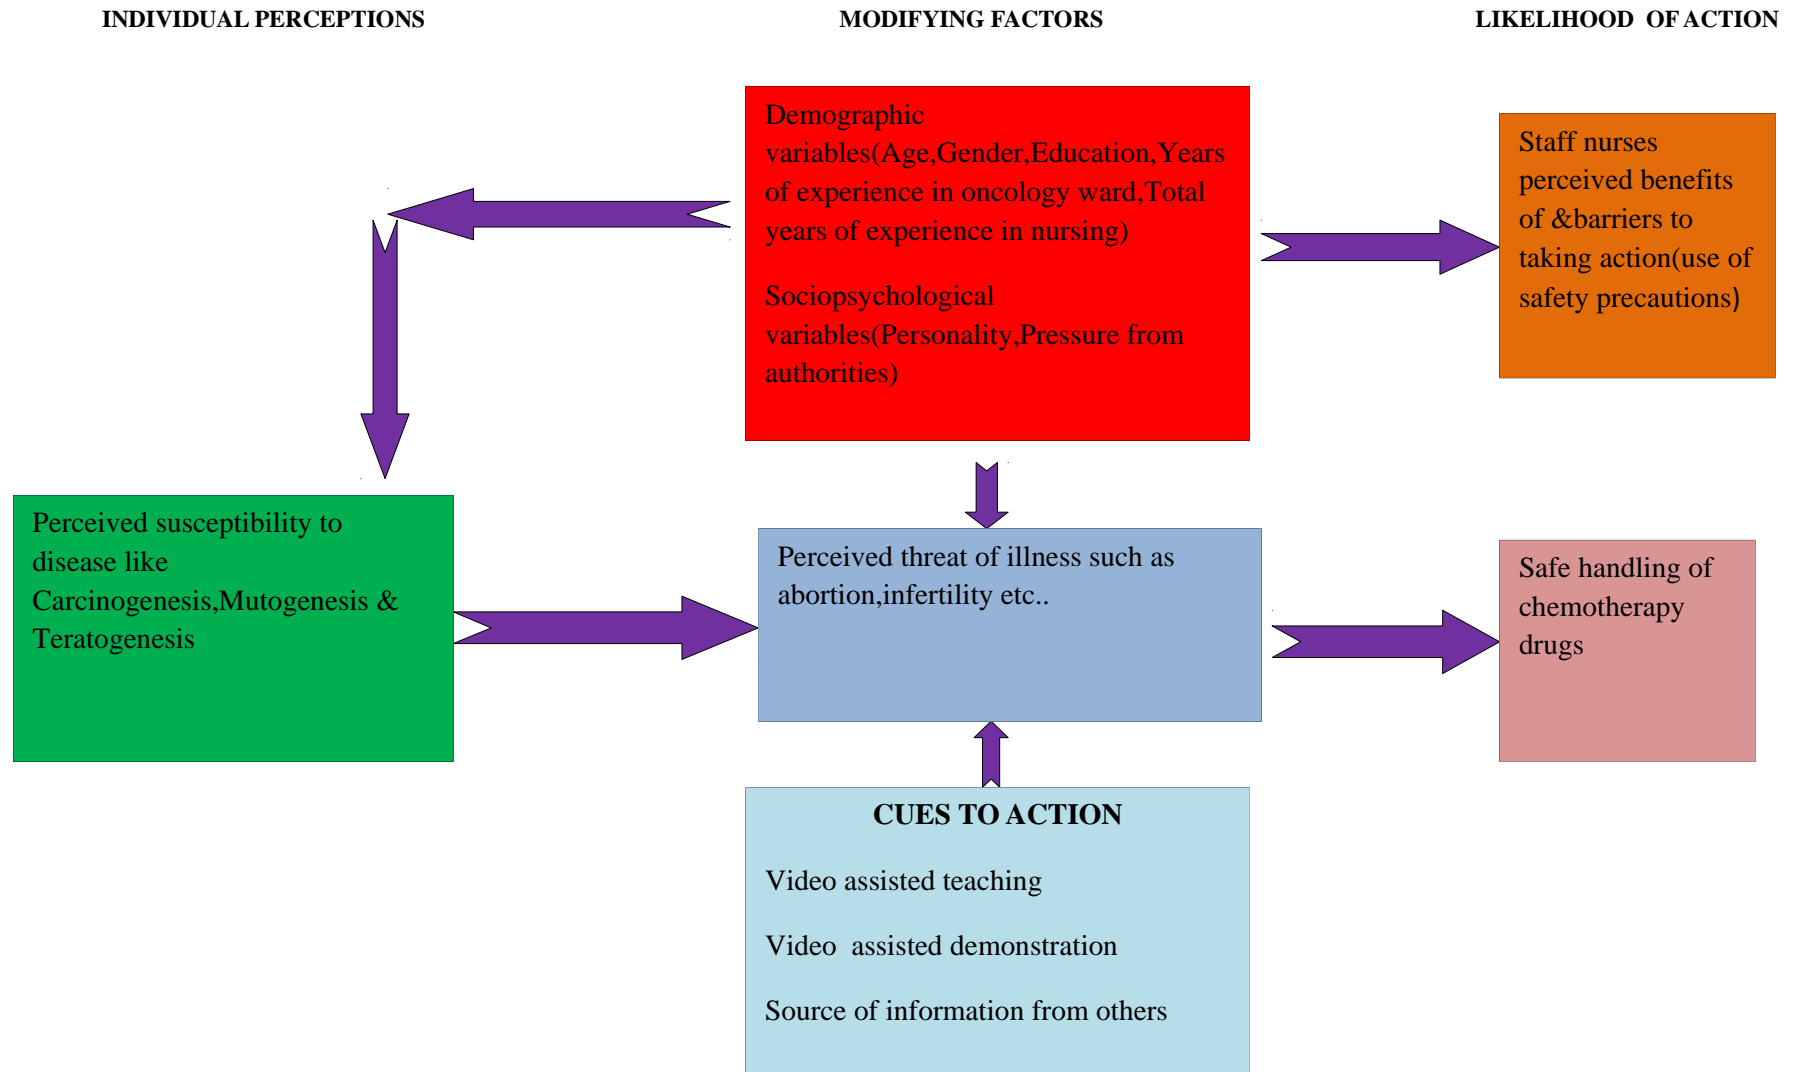 INDIVIDUAL PERCEPTIONS
MODIFYING FACTORS
LIKELIHOOD OF ACTION
Demographic
variables(Age,Gender,Education,Years
of experience in oncology ward,Total
years of experience in nursing)
Sociopsychological
variables(Personality,Pressure from
authorities)
Staff nurses
perceived benefits
of &barriers to
taking action(use of
safety precautions)
Perceived susceptibility to
disease like
Carcinogenesis,Mutogenesis &
Teratogenesis
Perceived threat of illness such as
abortion,infertility etc..
Safe handling of
chemotherapy
drugs
CUES TO ACTION
Video assisted teaching
Video assisted demonstration
Source of information from others